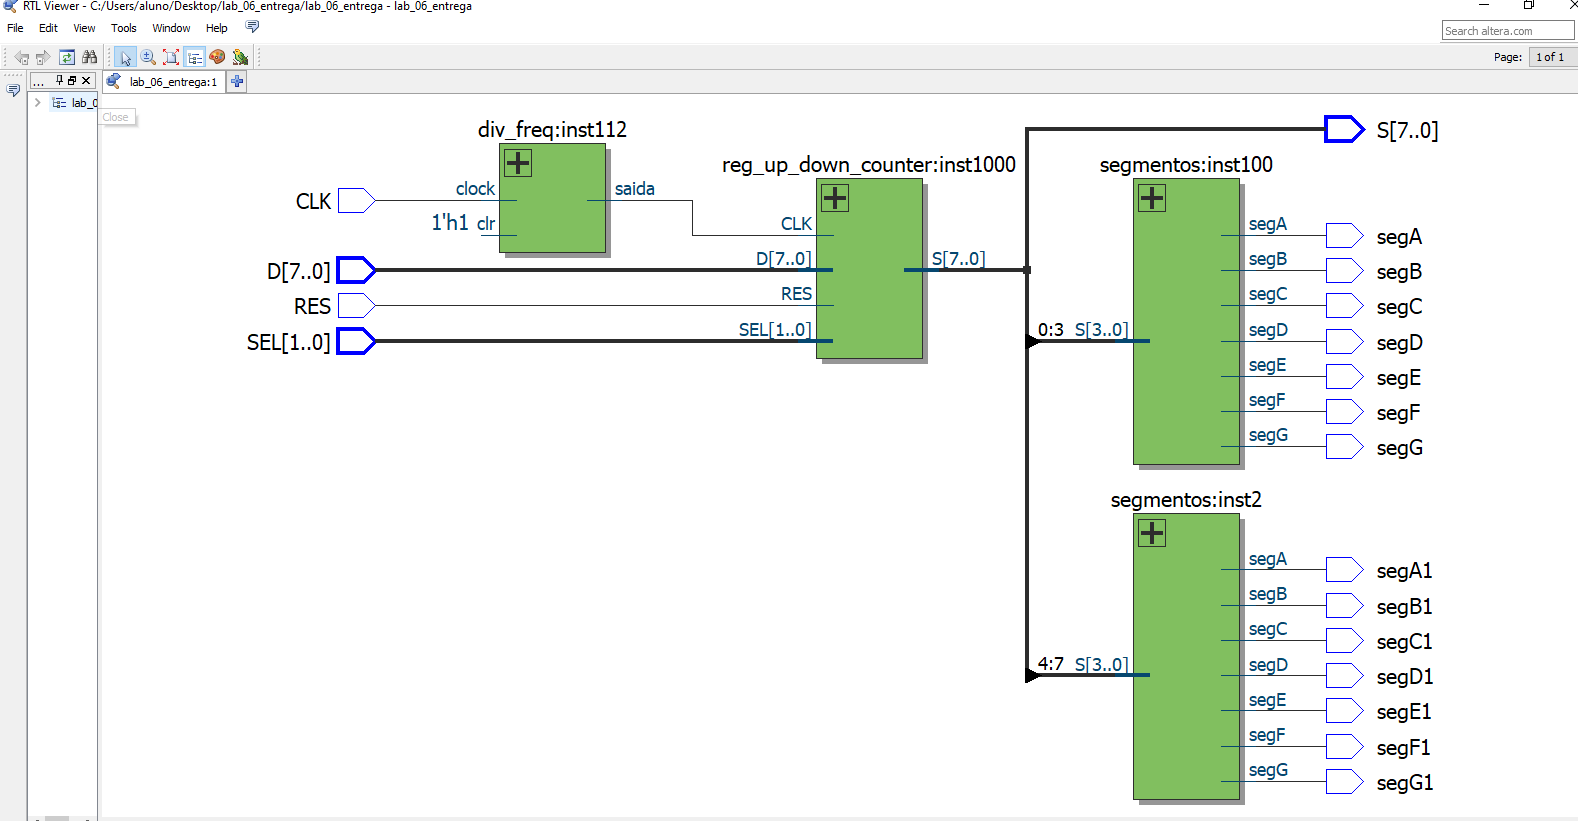 RTL Viewer - C:/Users/aluno/Desktop/lab_06_entrega/lab_06_entrega - lab_06_entrega
File Edit View Tools Window Help
Search altera.com
Page: 1 of 1
...
lab_06_entrega:1
lab_0
Close
div_freq:inst112
CLK
clock
saida
1'h1 clr
reg_up_down_counter:inst1000
CLK
D[7..0]
D[7..0]
S[7..0]
RES
RES
SEL[1..0]
SEL[1..0]
S[7..0]
segmentos:inst100
0:3 S[3..0]
segA segA
segB segB
segC segC
segD segD
segE segE
segF segF
segG segG
segmentos:inst2
4:7 S[3..0]
segA segA1
segB segB1
segC segC1
segD segD1
segE segE1
segF segF1
segG segG1